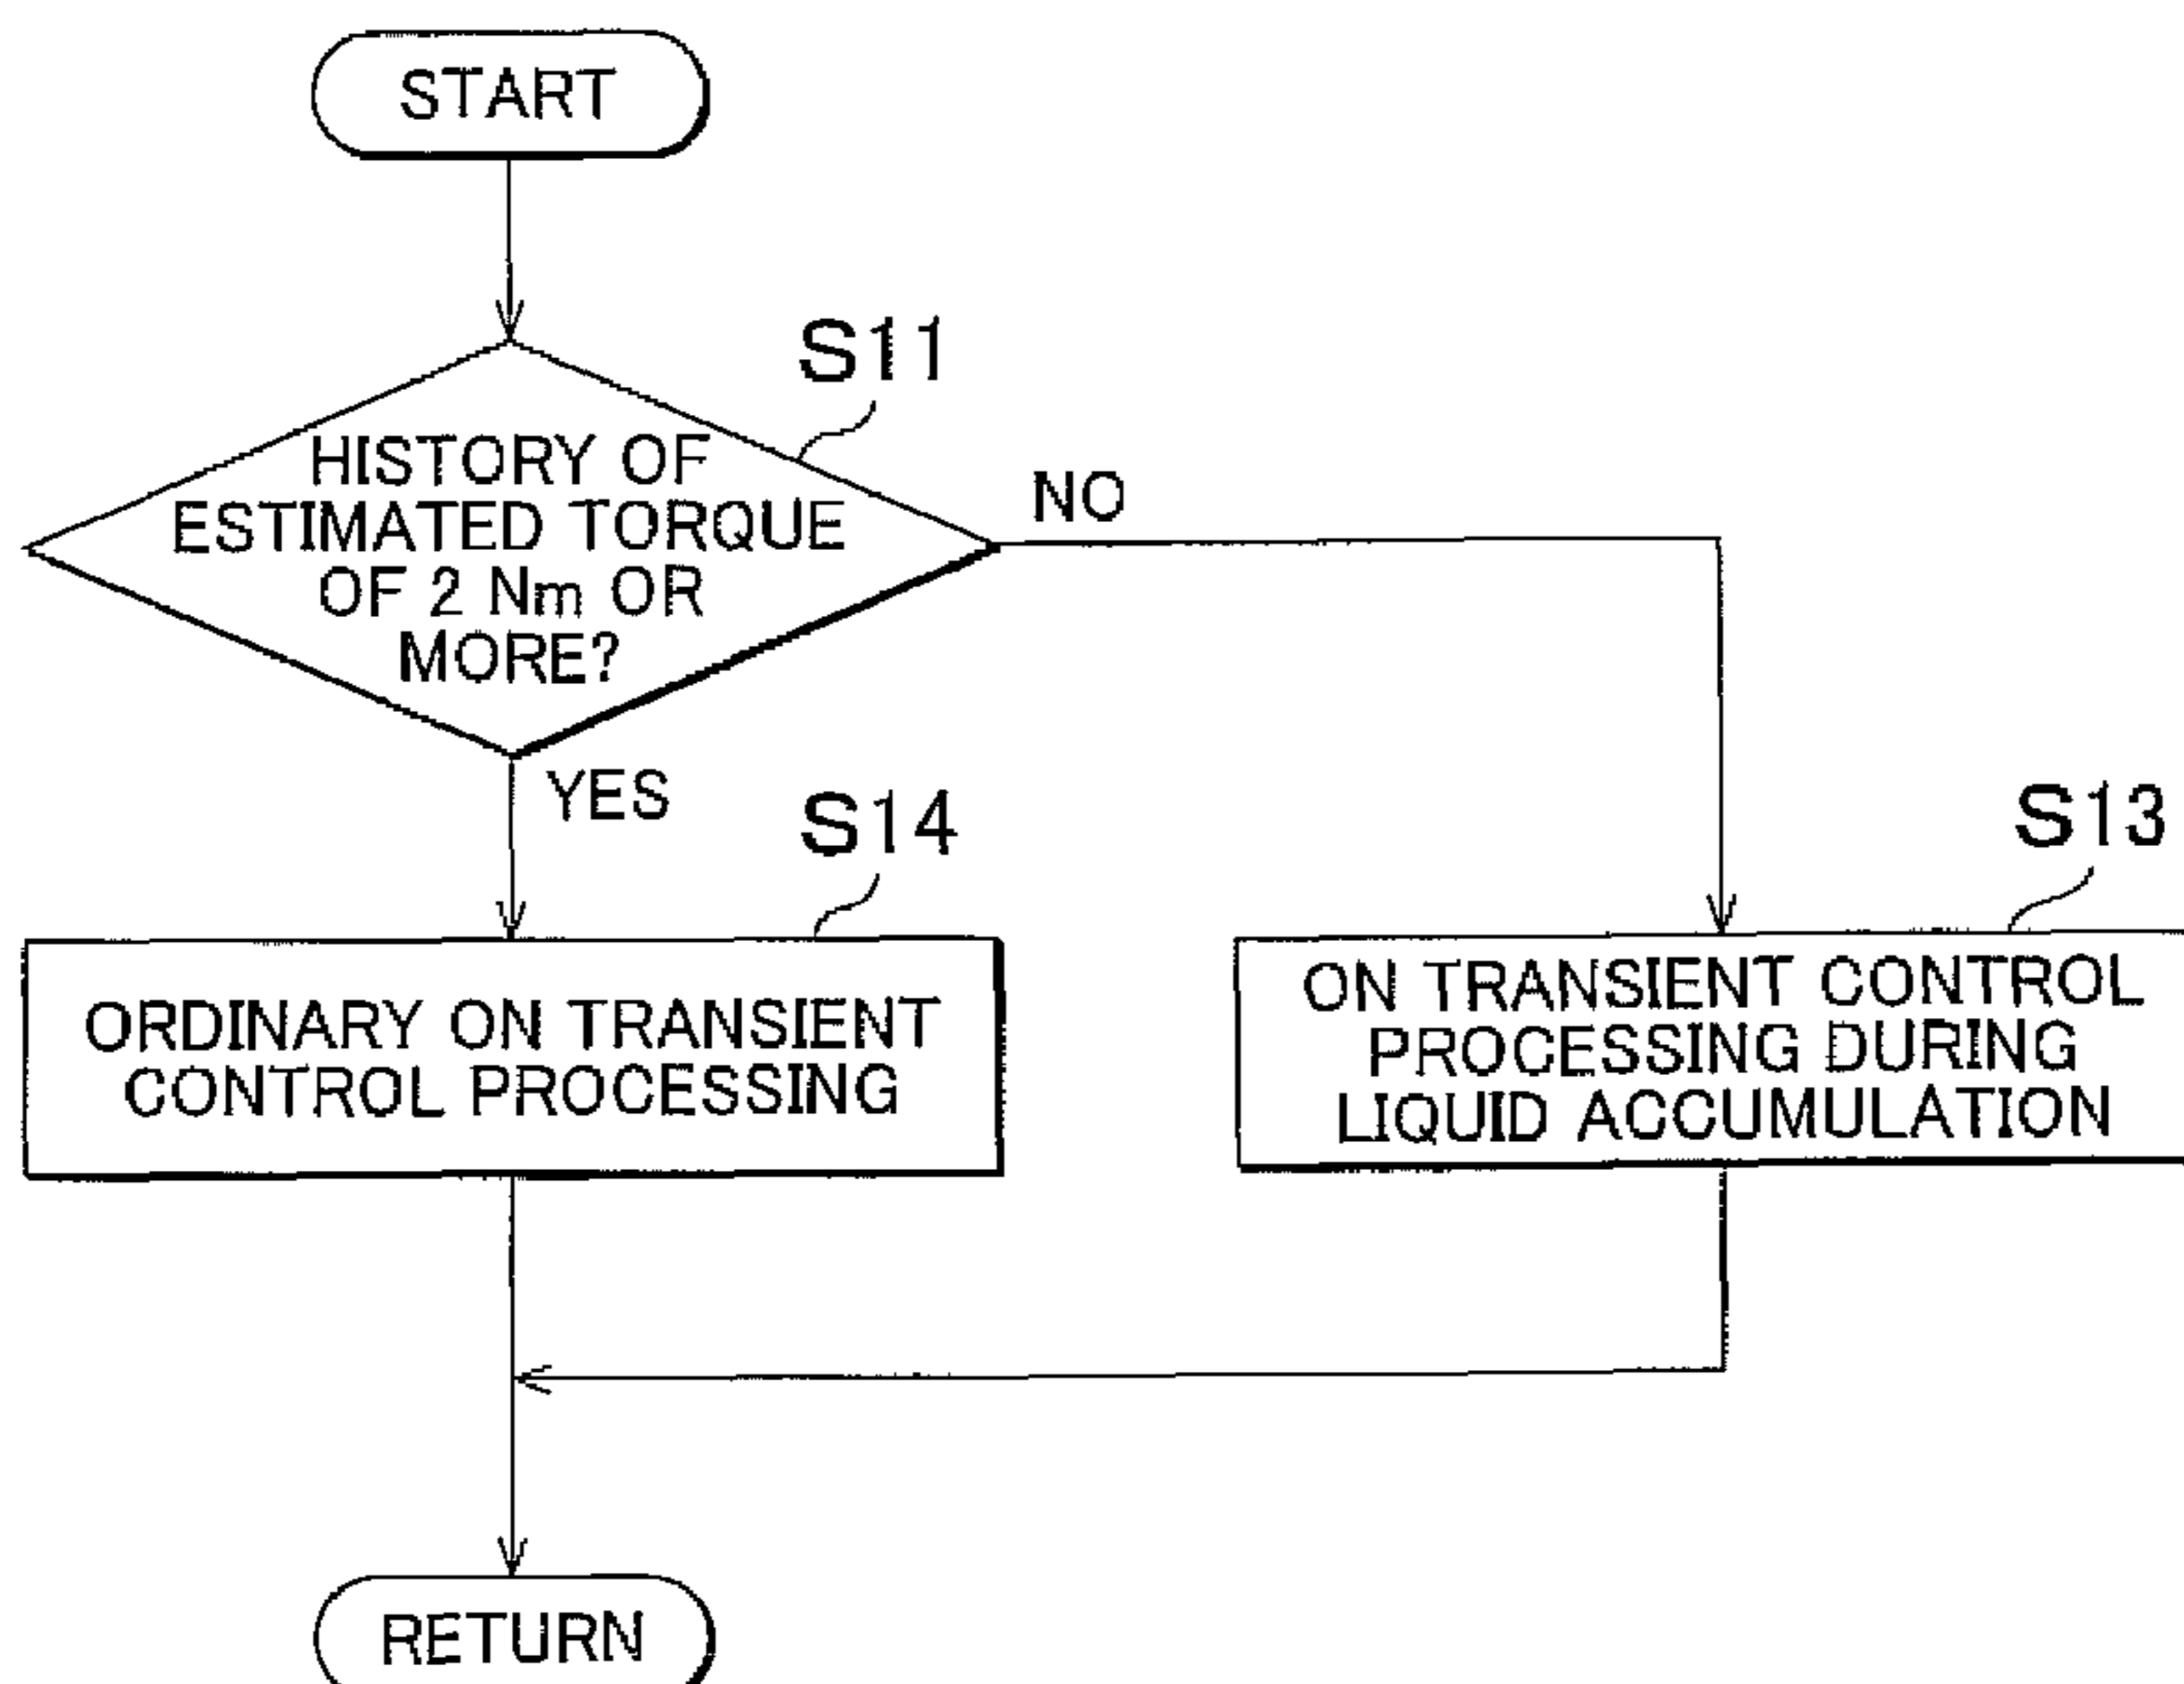 START
S11
HISTORY OF
ESTIMATED TORQUE
OF 2 Nm OR
MORE?
NO
YES
S14
ORDINARY ON TRANSIENT
CONTROL PROCESSING
S13
ON TRANSIENT CONTROL
PROCESSING DURING
LIQUID ACCUMULATION
RETURN